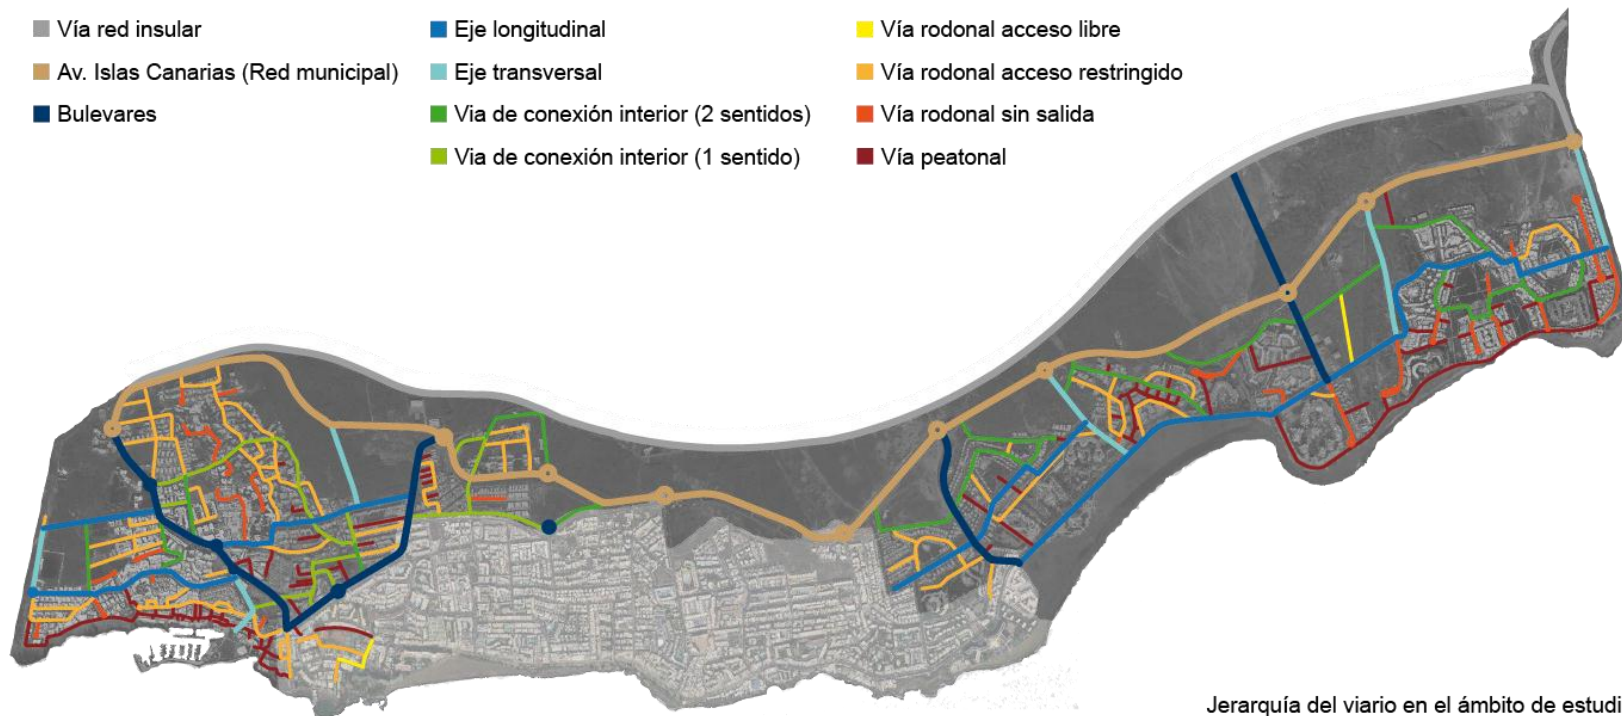 Vía red insular
Av. Islas Canarias (Red municipal)
Bulevares
Eje longitudinal
Eje transversal
Via de conexión interior (2 sentidos)
Via de conexión interior (1 sentido)
Vía rodonal acceso libre
Vía rodonal acceso restringido
Vía rodonal sin salida
Vía peatonal
Jerarquía del viario en el ámbito de estudi